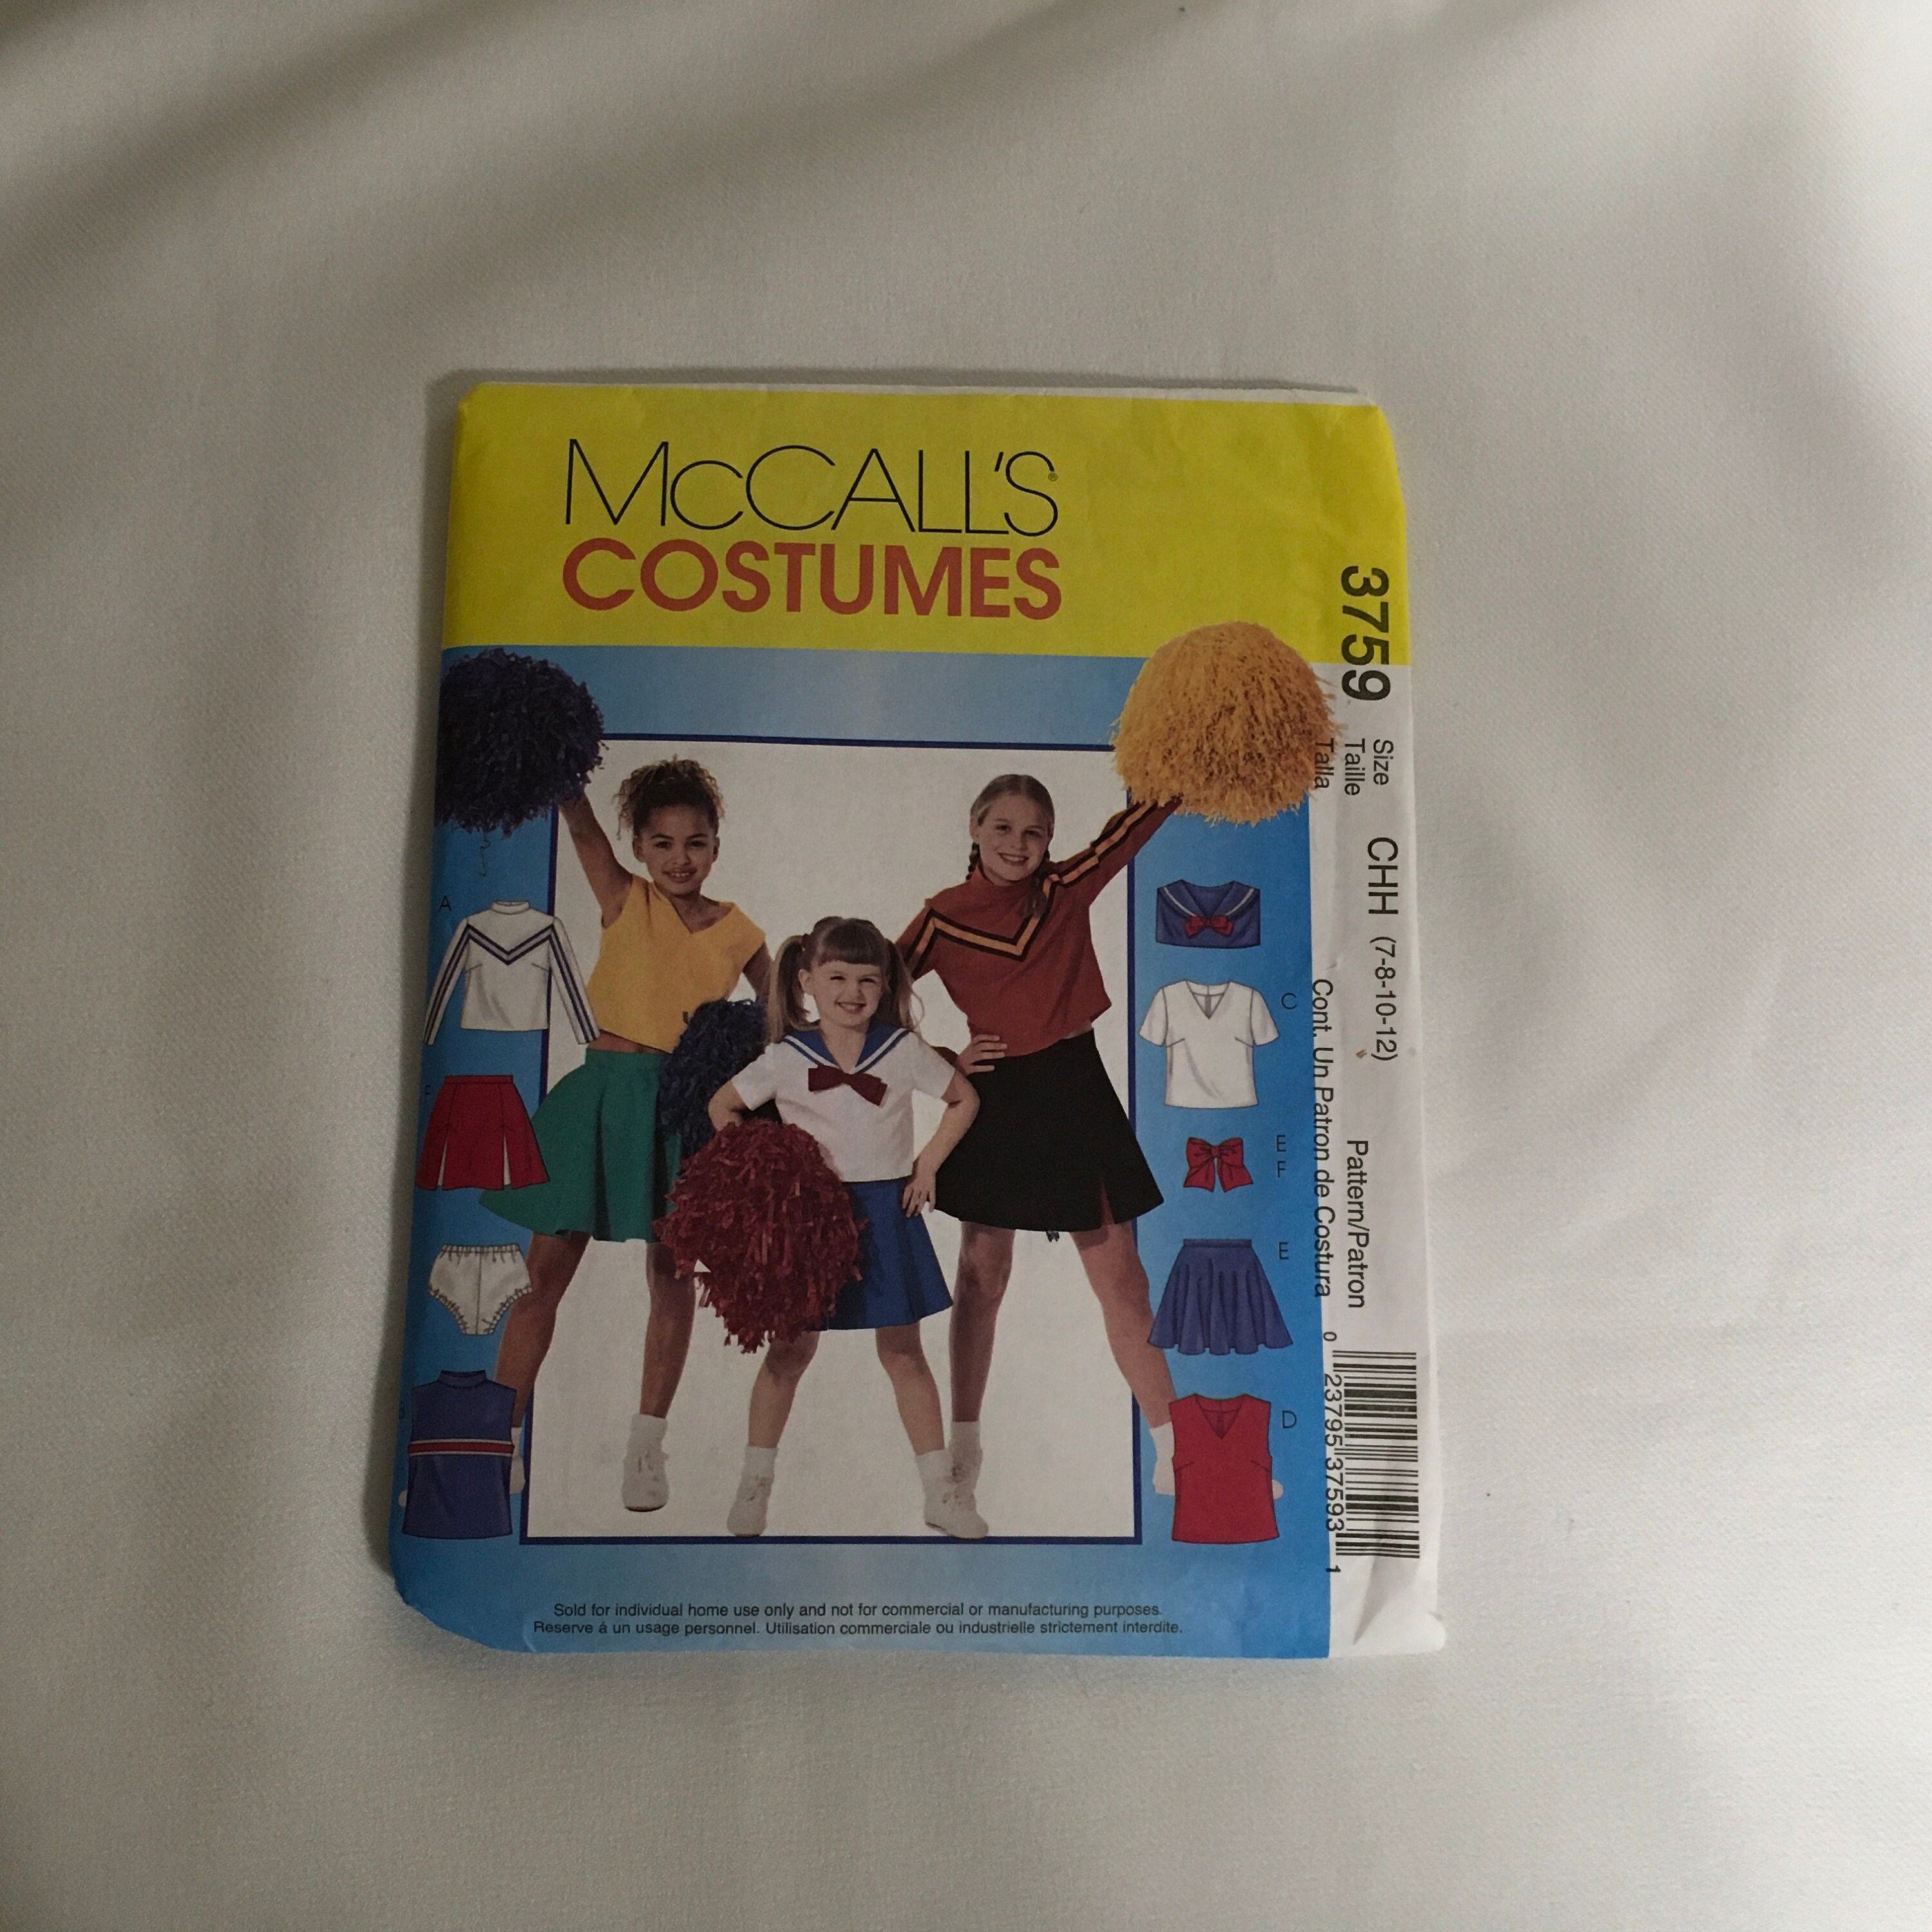 McCALL'S®
COSTUMES
3759
Size
Taille
Talla
CHH (7-8-10-12)
Pattern/Patron
Cont. Un Patron de Costura
0 23795 37593 1
A
F
C
E
F
E
D
Sold for individual home use only and not for commercial or manufacturing purposes.
Reserve á un usage personnel. Utilisation commerciale ou industrielle strictement interdite.